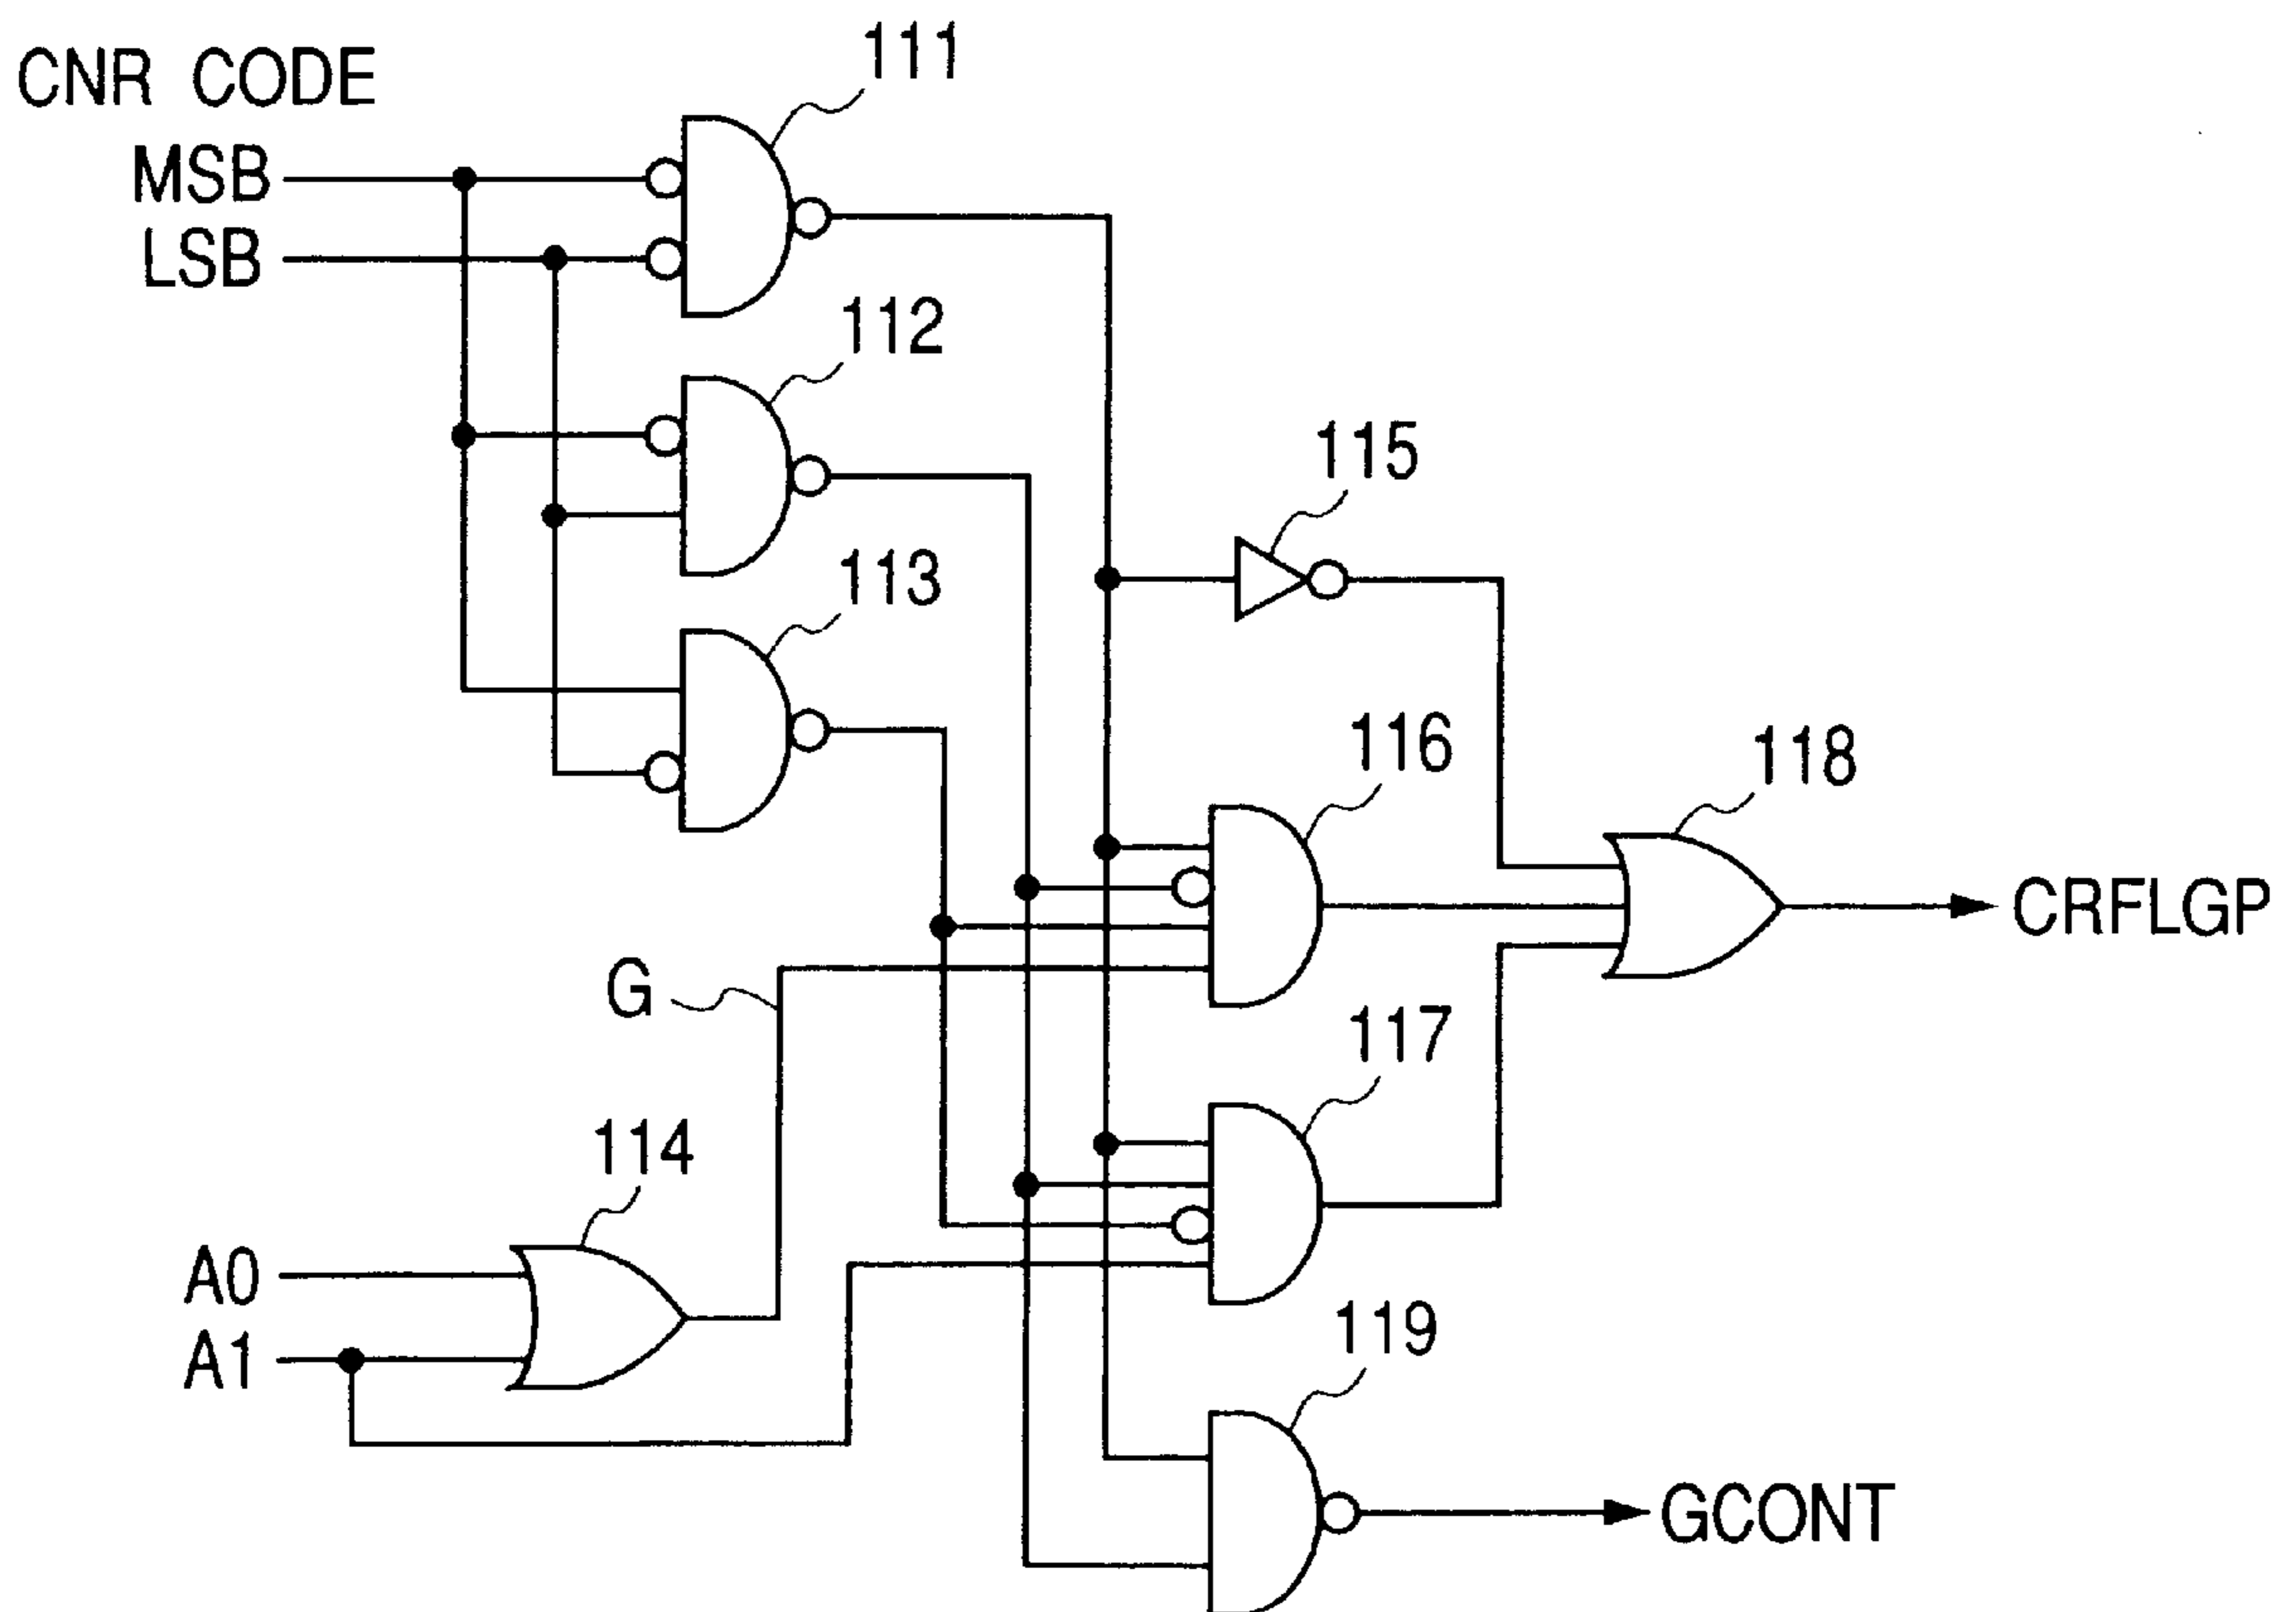 CNR CODE
111
MSB
LSB
112
115
113
116
118
CRFLGP
G
117
114
A0
119
A1
GCONT